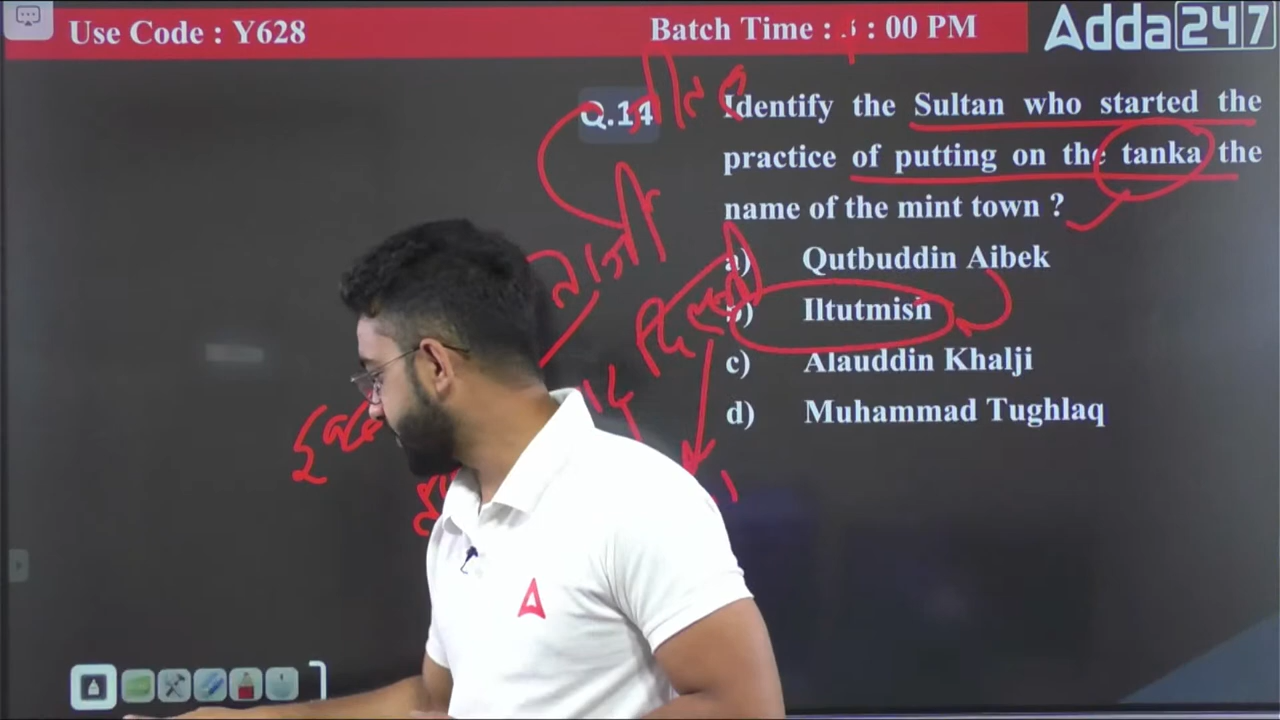 Use Code : Y628
Batch Time : : 00 PM
Adda247
Q.14
Identify the Sultan who started the
practice of putting on the tanka the
name of the mint town ?
a) Qutbuddin Aibek
b) Iltutmish
c) Alauddin Khalji
d) Muhammad Tughlaq